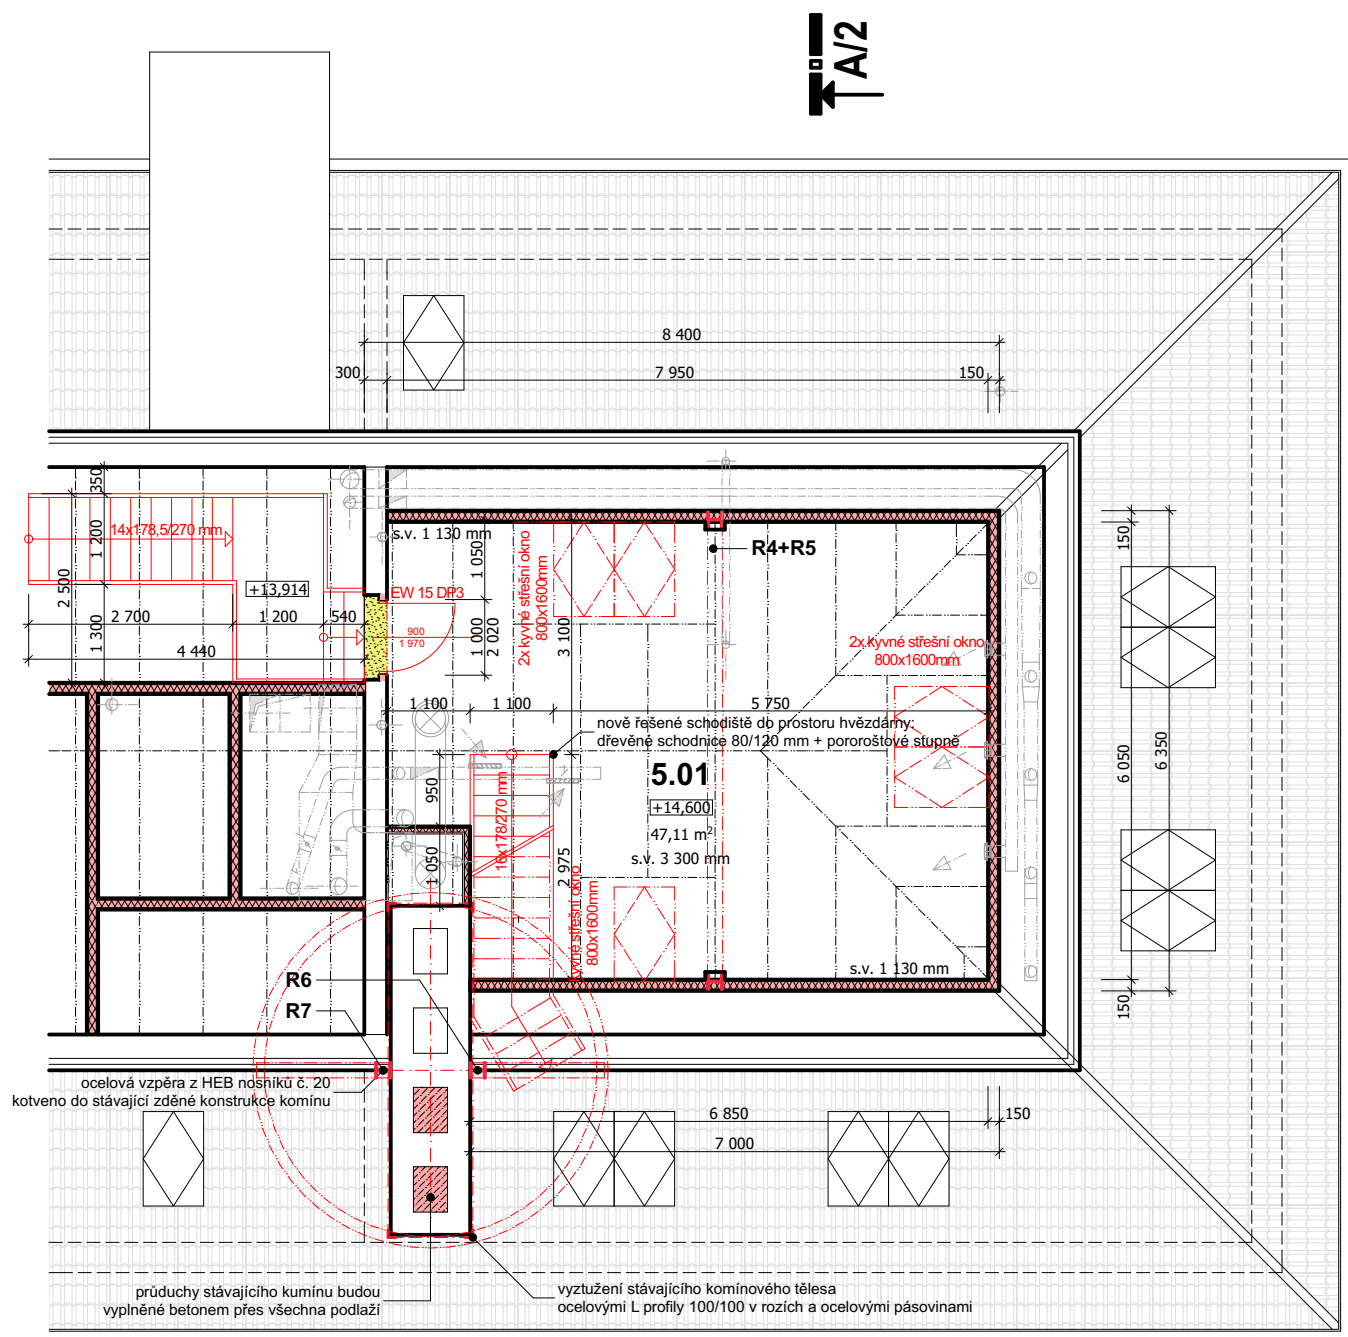 A/2
8 400
300
7 950
150
350
1 200
2 500
1 300
14x178,5/270 mm
+13,914
2 700
1 200
540
4 440
s.v. 1 130 mm
1 050
EW 15 DP3
900
1 970
1 000
2 020
2x kyvné střešní okno
800x1600mm
3 100
R4+R5
2x kyvné střešní okno
800x1600mm
1 100
1 100
5 750
nově řešené schodiště do prostoru hvězdárny:
dřevěné schodnice 80/120 mm + pororoštové stupně
5.01
+14,600
47,11 m²
s.v. 3 300 mm
950
1 050
16x178/270 mm
2 975
kyvné střešní okno
800x1600mm
s.v. 1 130 mm
150
6 050
6 350
150
R6
R7
ocelová vzpěra z HEB nosníků č. 20
kotveno do stávající zděné konstrukce komínu
6 850
150
7 000
průduchy stávajícího kumínu budou
vyplněné betonem přes všechna podlaží
vyztužení stávajícího komínového tělesa
ocelovými L profily 100/100 v rozích a ocelovými pásovinami